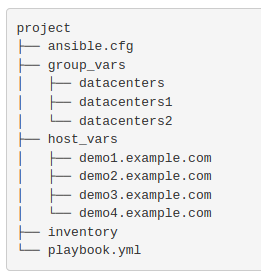 project
├── ansible.cfg
├── group_vars
│   ├── datacenters
│   ├── datacenters1
│   └── datacenters2
├── host_vars
│   ├── demo1.example.com
│   ├── demo2.example.com
│   ├── demo3.example.com
│   └── demo4.example.com
├── inventory
└── playbook.yml